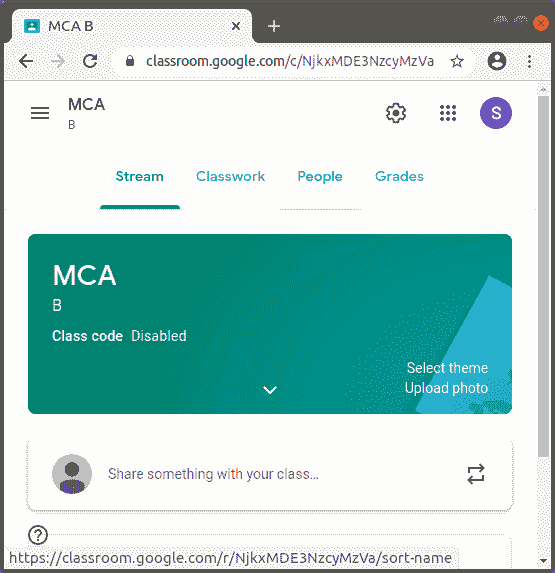 MCA B
classroom.google.com/c/NjkxMDE3NzcyMzVa
MCA
B
S
Stream Classwork People Grades
MCA
B
Class code Disabled
Select theme
Upload photo
Share something with your class...
https://classroom.google.com/r/NjkxMDE3NzcyMzVa/sort-name